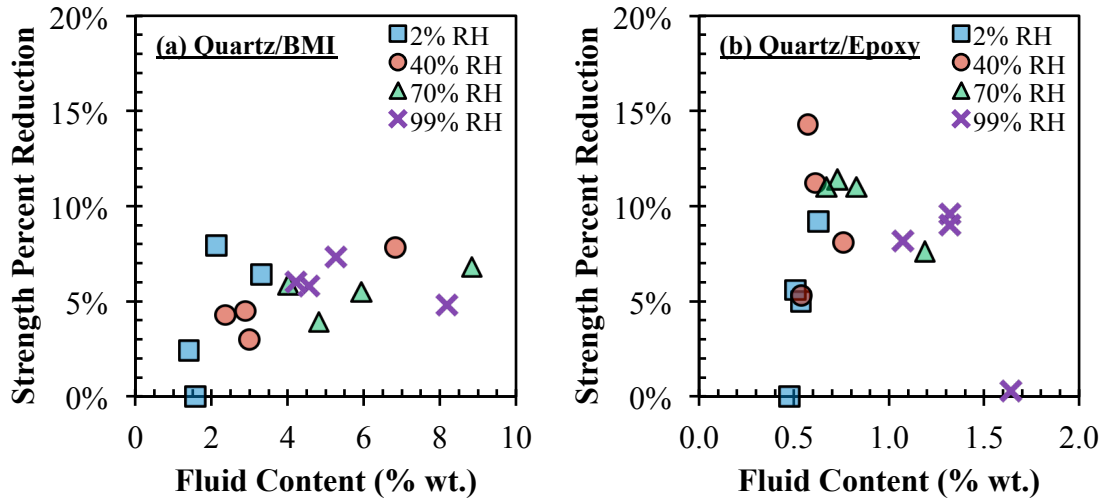 (a) Quartz/BMI
2% RH
40% RH
70% RH
99% RH
20%
15%
10%
5%
0%
0
2
4
6
8
10
Strength Percent Reduction
Fluid Content (% wt.)
(b) Quartz/Epoxy
2% RH
40% RH
70% RH
99% RH
20%
15%
10%
5%
0%
0.0
0.5
1.0
1.5
2.0
Strength Percent Reduction
Fluid Content (% wt.)